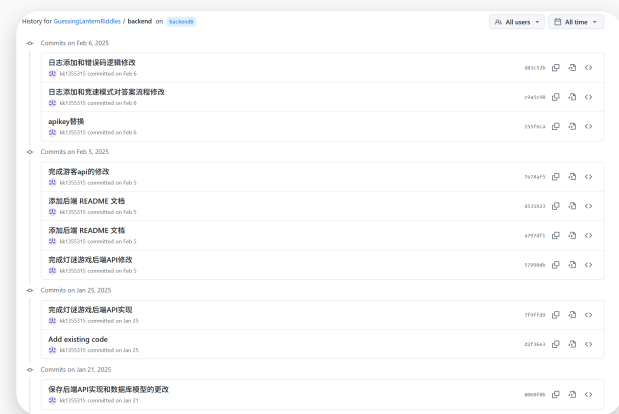 History for GuessingLanternRiddles / backend on backend6
All users
All time
Commits on Feb 6, 2025
日志添加和错误码逻辑修改
kk1355315 committed on Feb 6
日志添加和竞速模式对答案流程修改
kk1355315 committed on Feb 6
c9a5c98
apikey替换
kk1355315 committed on Feb 6
Commits on Feb 5, 2025
完成游客api的修改
kk1355315 committed on Feb 5
7e74af5
添加后端 README 文档
kk1355315 committed on Feb 5
4531923
添加后端 README 文档
kk1355315 committed on Feb 5
a797df1
完成灯谜游戏后端API修改
kk1355315 committed on Feb 5
Commits on Jan 25, 2025
完成灯谜游戏后端API实现
kk1355315 committed on Jan 25
7f9ffd9
Add existing code
kk1355315 committed on Jan 25
d2f36e3
Commits on Jan 21, 2025
保存后端API实现和数据库模型的更改
kk1355315 committed on Jan 21